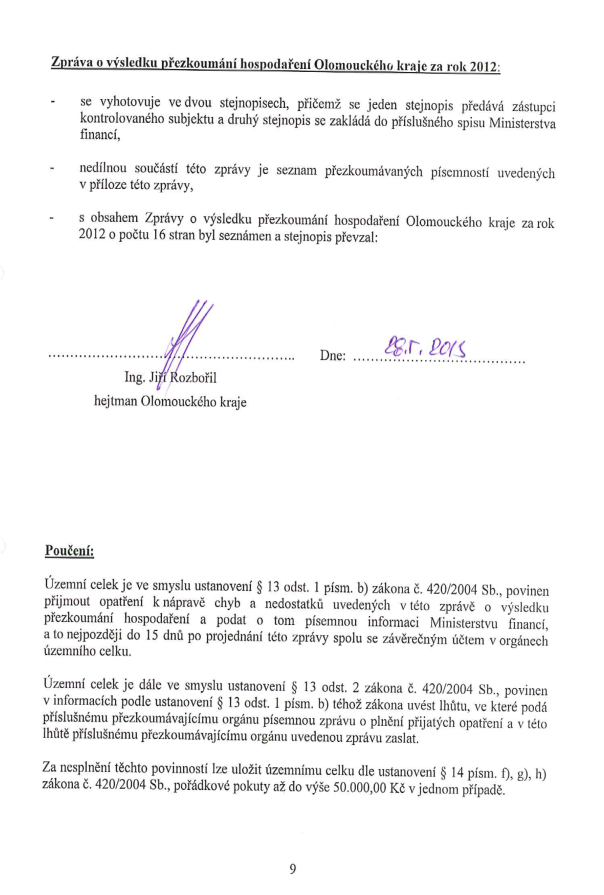 Zpráva o výsledku přezkoumání hospodaření Olomouckého kraje za rok 2012:
- se vyhotovuje ve dvou stejnopisech, přičemž se jeden stejnopis předává zástupci
kontrolovaného subjektu a druhý stejnopis se zakládá do příslušného spisu Ministerstva
financí,
- nedílnou součástí této zprávy je seznam přezkoumávaných písemností uvedených
v příloze této zprávy,
- s obsahem Zprávy o výsledku přezkoumání hospodaření Olomouckého kraje za rok
2012 o počtu 16 stran byl seznámen a stejnopis převzal:
Dne: 28.5. 2013
Ing. Jiří Rozbořil
hejtman Olomouckého kraje
Poučení:
Územní celek je ve smyslu ustanovení § 13 odst. 1 písm. b) zákona č. 420/2004 Sb., povinen
přijmout opatření k nápravě chyb a nedostatků uvedených v této zprávě o výsledku
přezkoumání hospodaření a podat o tom písemnou informaci Ministerstvu financí,
a to nejpozději do 15 dnů po projednání této zprávy spolu se závěrečným účtem v orgánech
územního celku.
Územní celek je dále ve smyslu ustanovení § 13 odst. 2 zákona č. 420/2004 Sb., povinen
v informacích podle ustanovení § 13 odst. 1 písm. b) téhož zákona uvést lhůtu, ve které podá
příslušnému přezkoumávajícímu orgánu písemnou zprávu o plnění přijatých opatření a v této
lhůtě příslušnému přezkoumávajícímu orgánu uvedenou zprávu zaslat.
Za nesplnění těchto povinností lze uložit územnímu celku dle ustanovení § 14 písm. f), g), h)
zákona č. 420/2004 Sb., pořádkové pokuty až do výše 50.000,00 Kč v jednom případě.
9